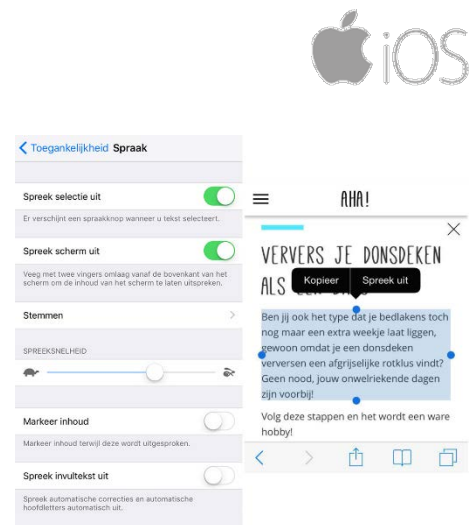 iOS
Toegankelijkheid Spraak
Spreek selectie uit
Er verschijnt een spraakknop wanneer u tekst selecteert.
Spreek scherm uit
Veeg met twee vingers omlaag vanaf de bovenkant van het
scherm om de inhoud van het scherm te laten uitspreken.
Stemmen
SPREEKSNELHEID
Markeer inhoud
Markeer inhoud terwijl deze wordt uitgesproken.
Spreek invultekst uit
Spreek automatische correcties en automatische
hoofdletters automatisch uit.
AHA!
VERVERS JE DONSDEKEN
ALS
Kopieer Spreek uit
Ben jij ook het type dat je bedlakens toch
nog maar een extra weekje laat liggen,
gewoon omdat je een donsdeken
verversen een afgrijselijke rotklus vindt?
Geen nood, jouw onwelriekende dagen
zijn voorbij!
Volg deze stappen en het wordt een ware
hobby!